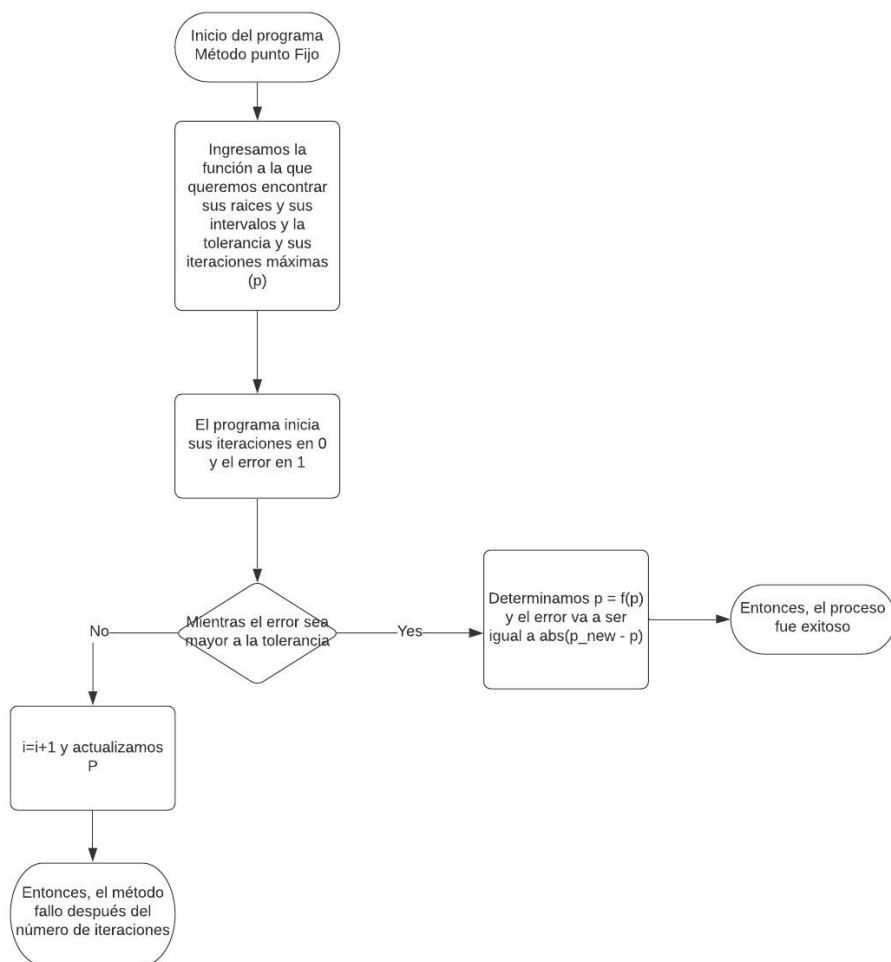 Inicio del programa
Método punto Fijo
Ingresamos la
función a la que
queremos encontrar
sus raices y sus
intervalos y la
tolerancia y sus
iteraciones máximas
(p)
El programa inicia
sus iteraciones en 0
y el error en 1
Mientras el error sea
mayor a la tolerancia
No
Yes
Determinamos p = f(p)
y el error va a ser
igual a abs(p_new - p)
Entonces, el proceso
fue exitoso
i=i+1 y actualizamos
P
Entonces, el método
fallo después del
número de iteraciones